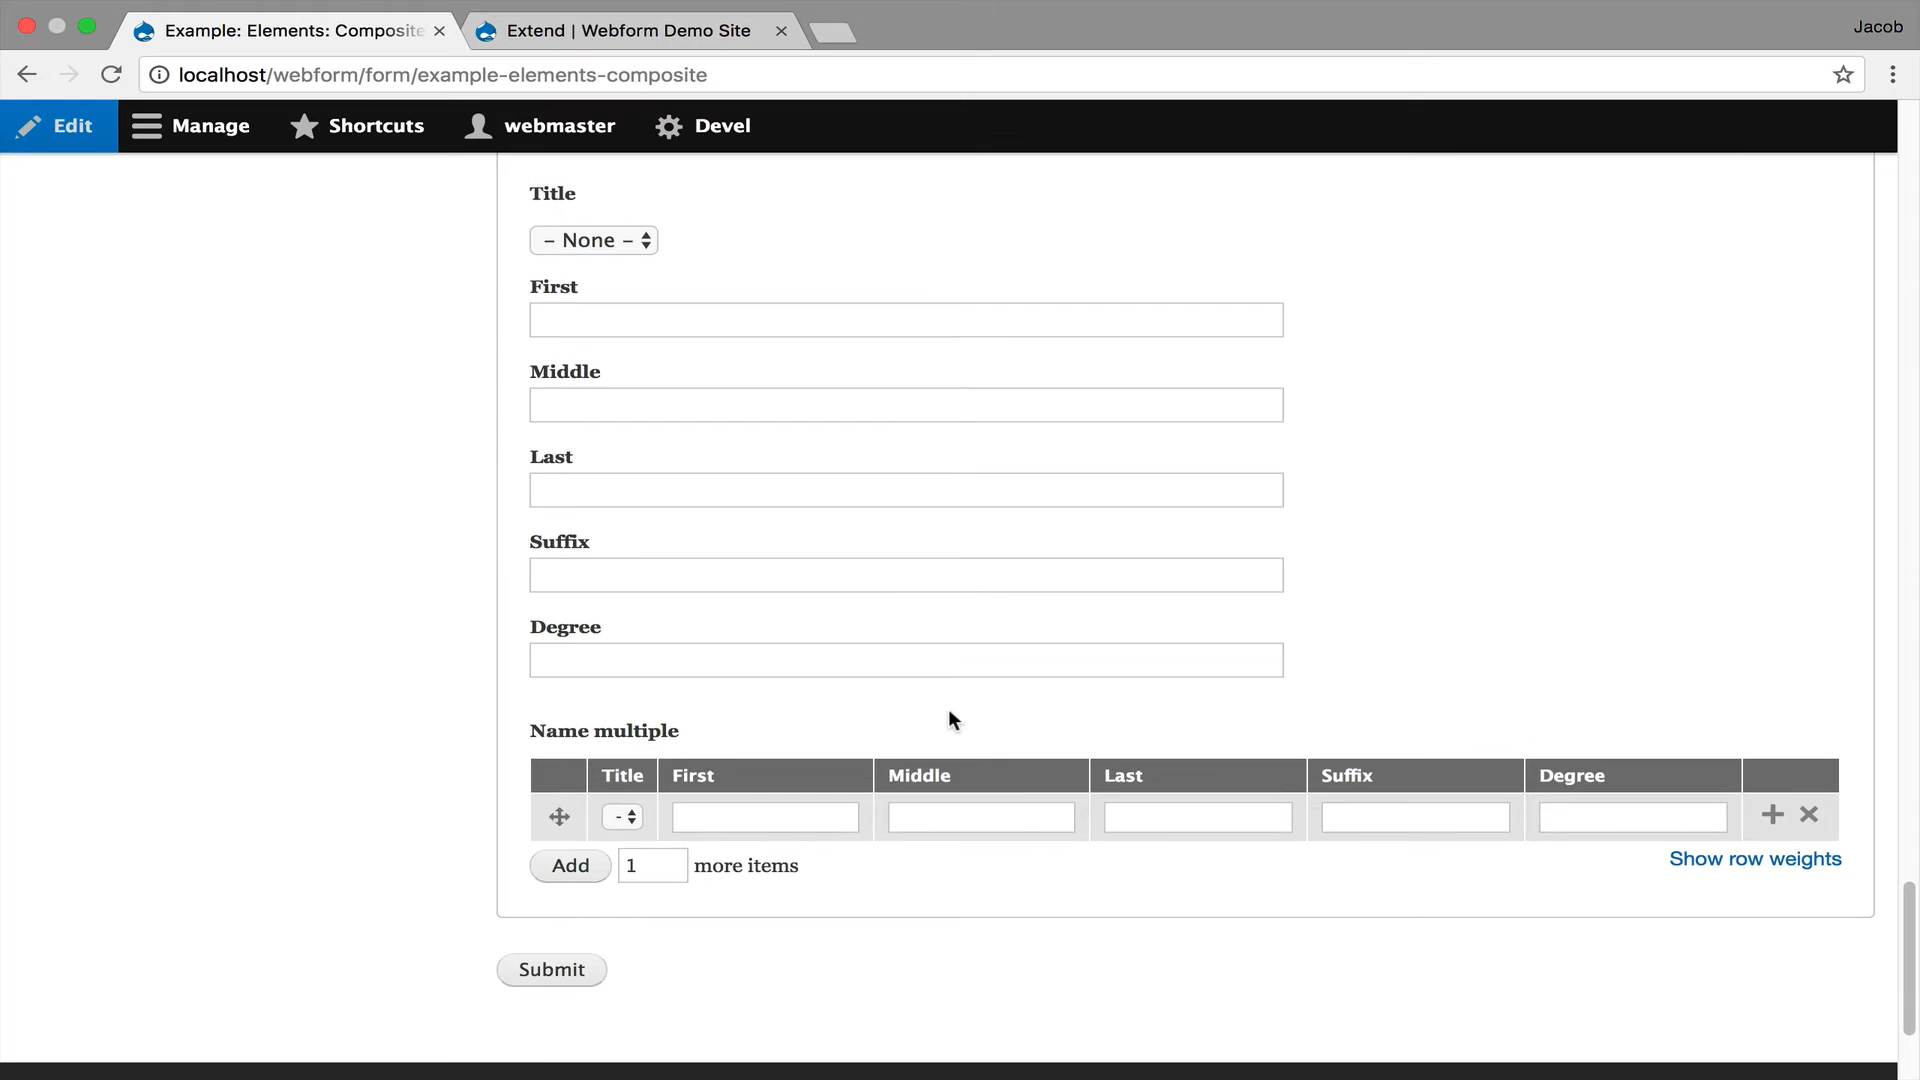 Example: Elements: Composite
Extend | Webform Demo Site
Jacob
localhost/webform/form/example-elements-composite
Edit
Manage
Shortcuts
webmaster
Devel
Title
- None -
First
Middle
Last
Suffix
Degree
Name multiple
Title First Middle Last Suffix Degree
-
Add 1 more items
Show row weights
Submit